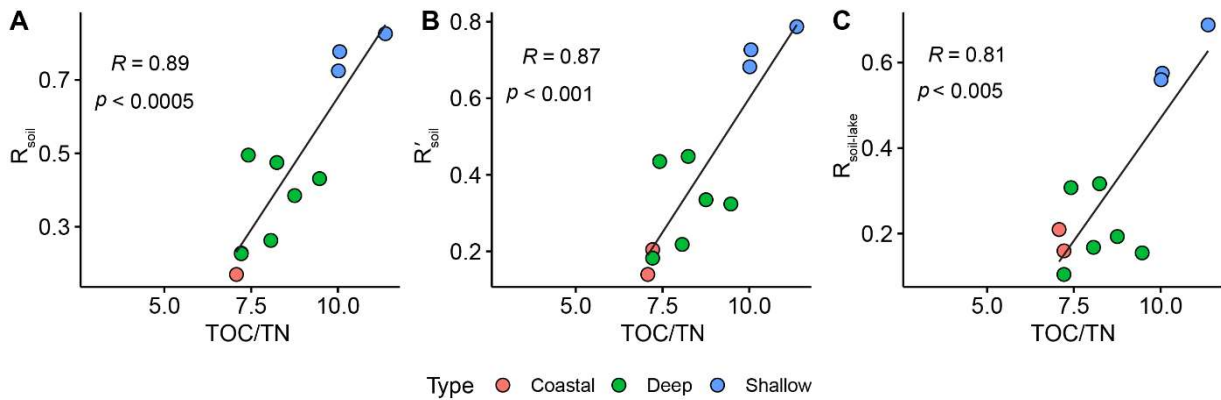 A
R = 0.89
p < 0.0005
R_soil
0.7
0.5
0.3
5.0 7.5 10.0
TOC/TN
B
R = 0.87
p < 0.001
R′_soil
0.8
0.6
0.4
0.2
5.0 7.5 10.0
TOC/TN
C
R = 0.81
p < 0.005
R_soil-lake
0.6
0.4
0.2
5.0 7.5 10.0
TOC/TN
Type Coastal Deep Shallow